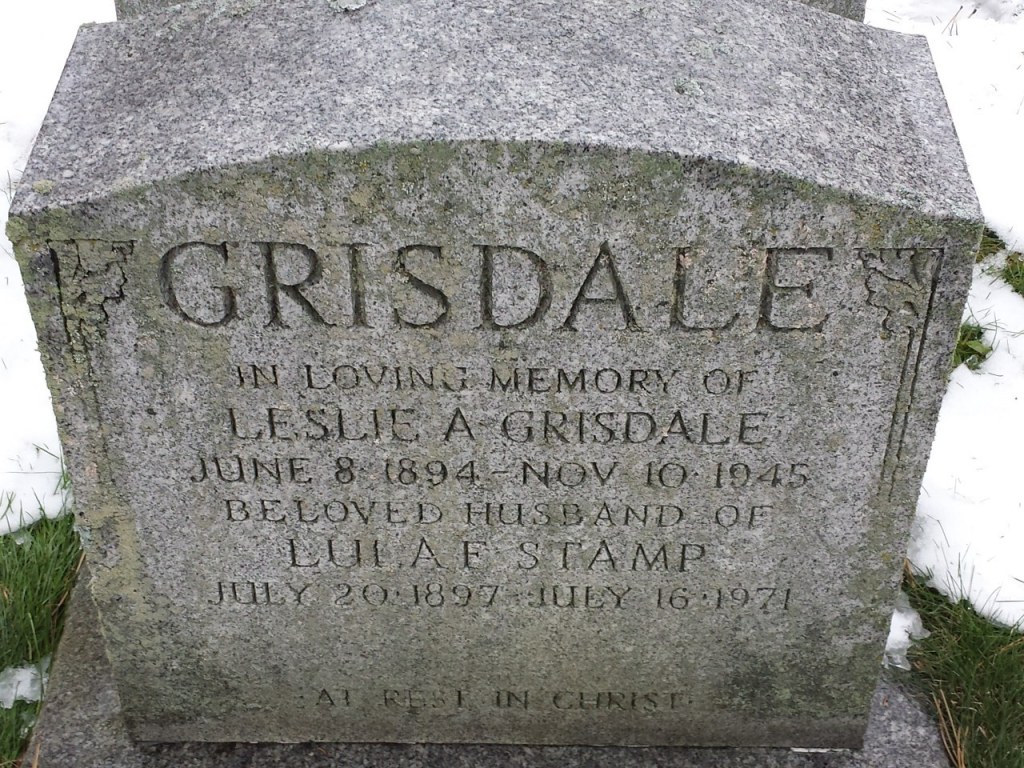 GRISDALE
IN LOVING MEMORY OF
LESLIE A GRISDALE
JUNE 8 1894 - NOV 10 · 1945
BELOVED HUSBAND OF
LULA F STAMP
JULY 20 · 1897 - JULY 16 · 1971
· AT REST IN CHRIST ·